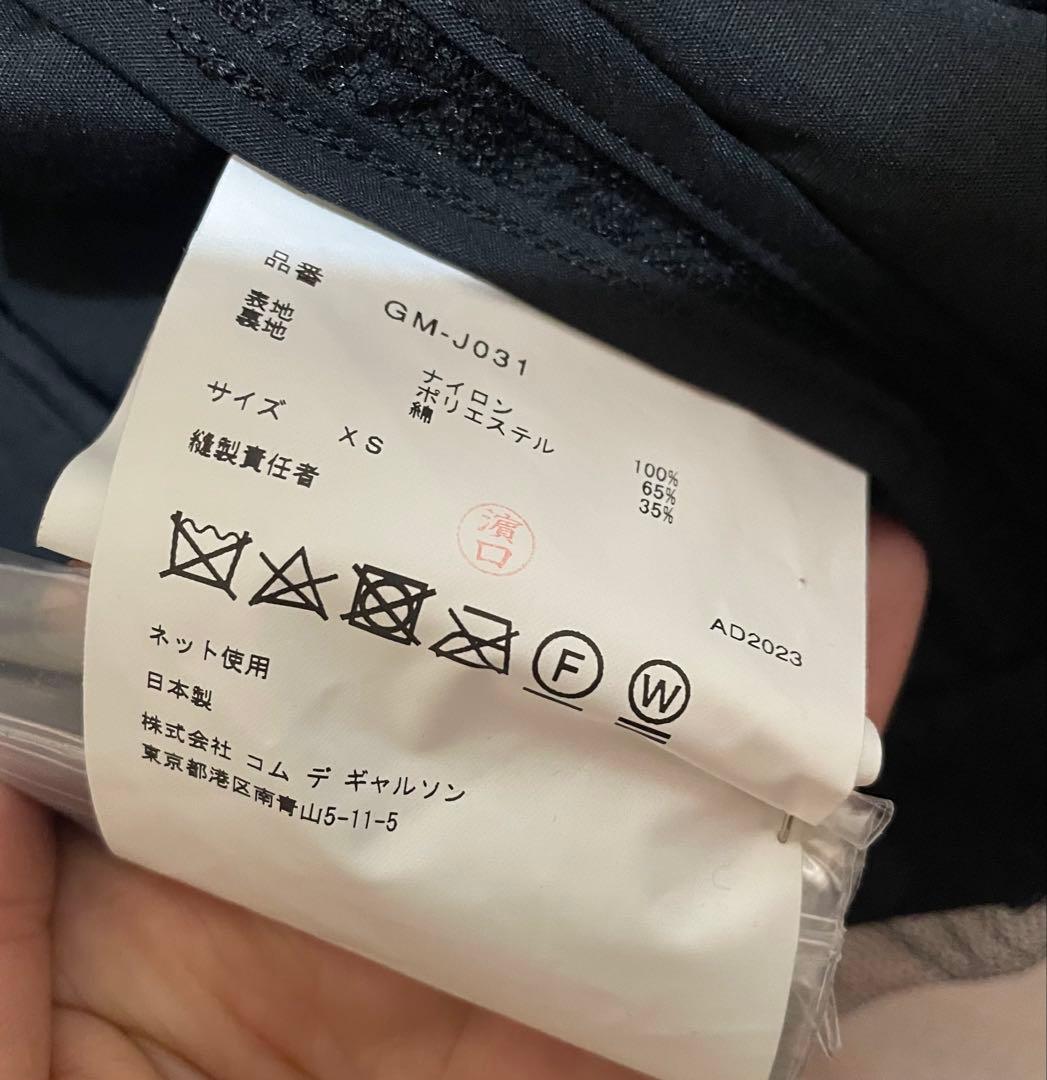 品番 GM-J031
表地 ナイロン 100%
裏地 ポリエステル 65%
綿 35%
サイズ XS
縫製責任者
濱口
AD2023
F W
ネット使用
日本製
株式会社 コム デ ギャルソン
東京都港区南青山5-11-5